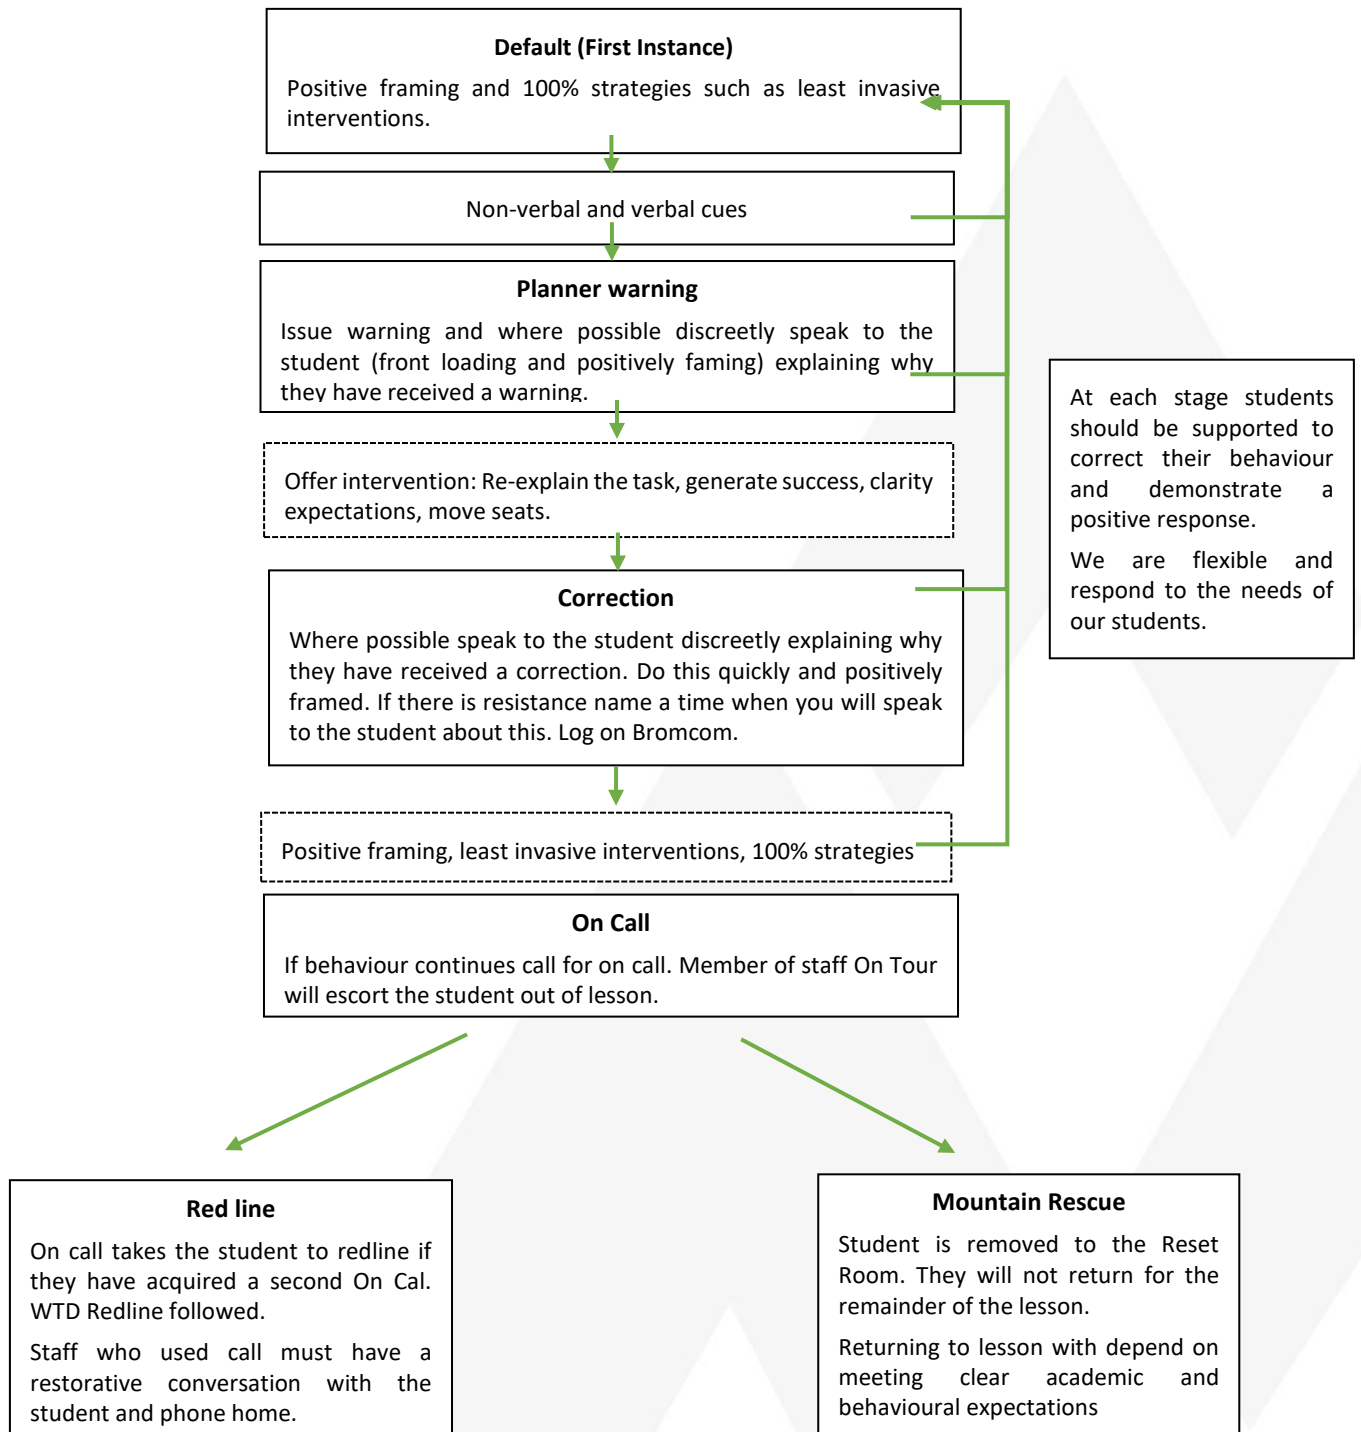 Default (First Instance)
Positive framing and 100% strategies such as least invasive
interventions.
Non-verbal and verbal cues
Planner warning
Issue warning and where possible discreetly speak to the
student (front loading and positively faming) explaining why
they have received a warning.
Offer intervention: Re-explain the task, generate success, clarity
expectations, move seats.
Correction
Where possible speak to the student discreetly explaining why
they have received a correction. Do this quickly and positively
framed. If there is resistance name a time when you will speak
to the student about this. Log on Bromcom.
Positive framing, least invasive interventions, 100% strategies
On Call
If behaviour continues call for on call. Member of staff On Tour
will escort the student out of lesson.
At each stage students
should be supported to
correct their behaviour
and demonstrate a
positive response.
We are flexible and
respond to the needs of
our students.
Red line
On call takes the student to redline if
they have acquired a second On Cal.
WTD Redline followed.
Staff who used call must have a
restorative conversation with the
student and phone home.
Mountain Rescue
Student is removed to the Reset
Room. They will not return for the
remainder of the lesson.
Returning to lesson with depend on
meeting clear academic and
behavioural expectations